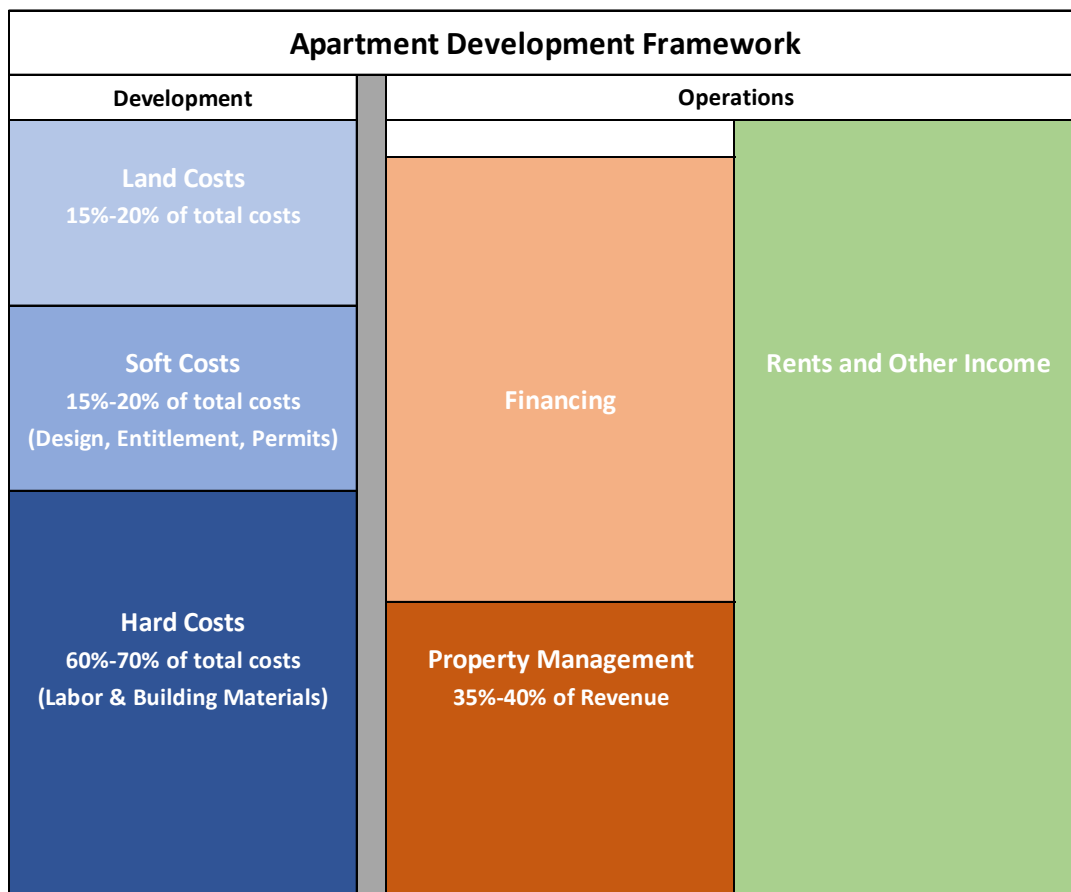 Apartment Development Framework
Development
Operations
Land Costs
15%-20% of total costs
Soft Costs
15%-20% of total costs
(Design, Entitlement, Permits)
Hard Costs
60%-70% of total costs
(Labor & Building Materials)
Financing
Property Management
35%-40% of Revenue
Rents and Other Income